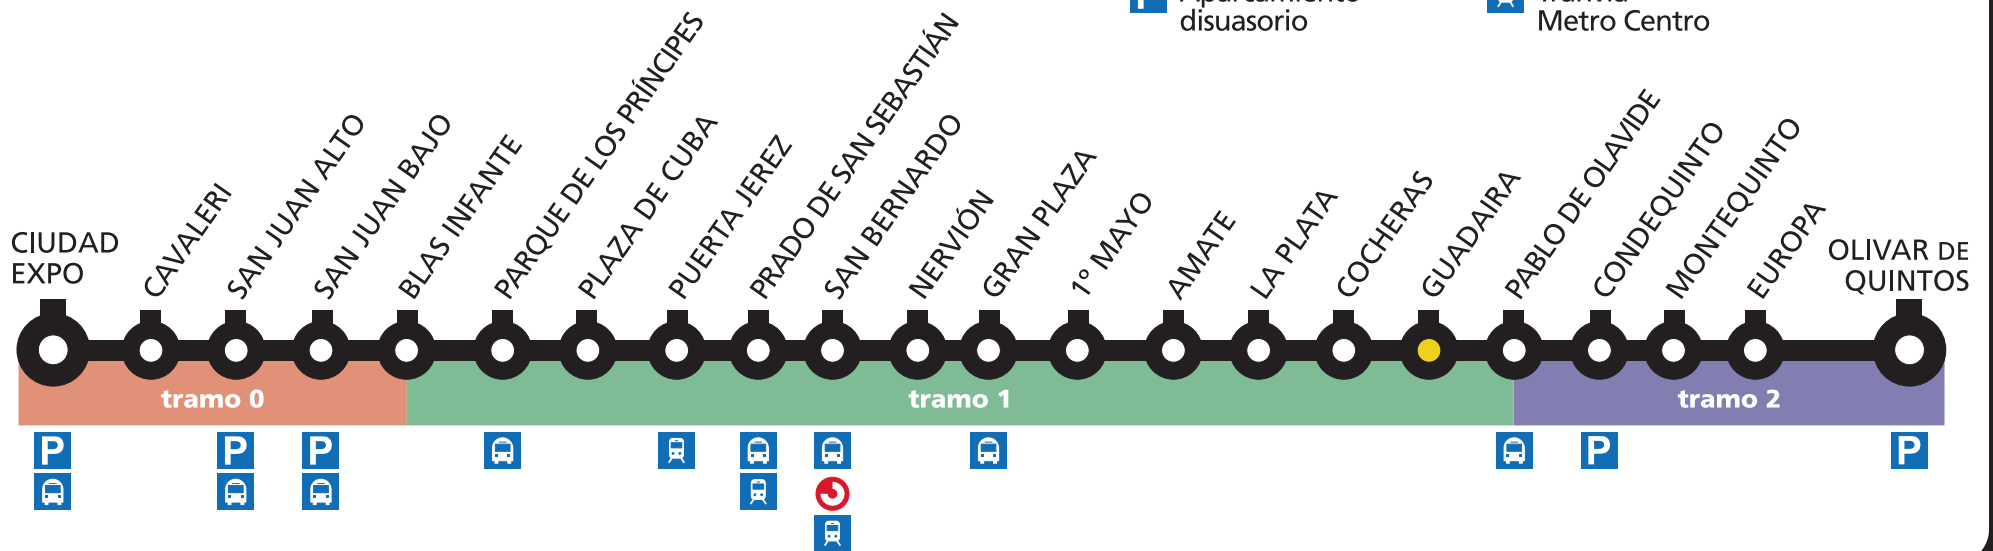 Aparcamiento
disuasorio
Tranvía
Metro Centro
CIUDAD
EXPO
CAVALERI
SAN JUAN ALTO
SAN JUAN BAJO
BLAS INFANTE
PARQUE DE LOS PRÍNCIPES
PLAZA DE CUBA
PUERTA JEREZ
PRADO DE SAN SEBASTIÁN
SAN BERNARDO
NERVIÓN
GRAN PLAZA
1º MAYO
AMATE
LA PLATA
COCHERAS
GUADAIRA
PABLO DE OLAVIDE
CONDEQUINTO
MONTEQUINTO
EUROPA
OLIVAR DE
QUINTOS
tramo 0
tramo 1
tramo 2
P
P
P
P
P